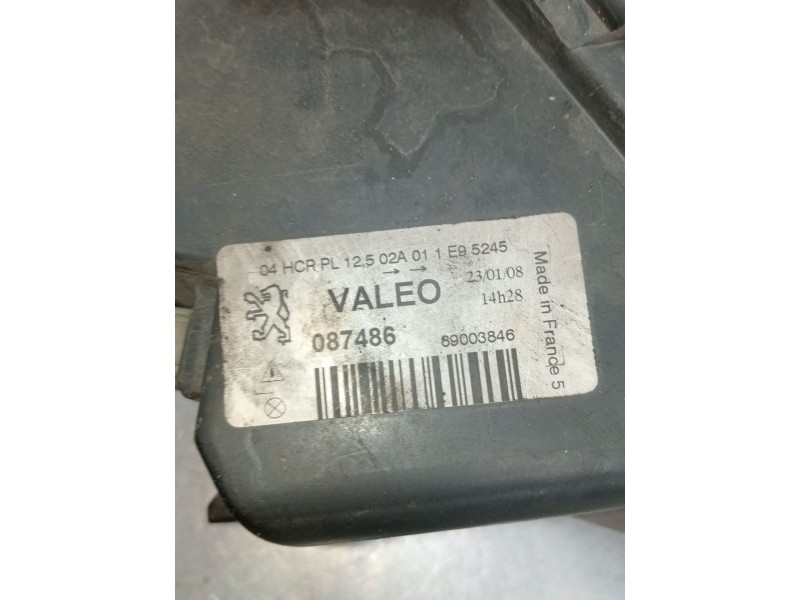 04 HCR PL 12,5 02A 01 1 E9 5245
→ →
VALEO
23/01/08
14h28
087486
89003846
Made in France 5